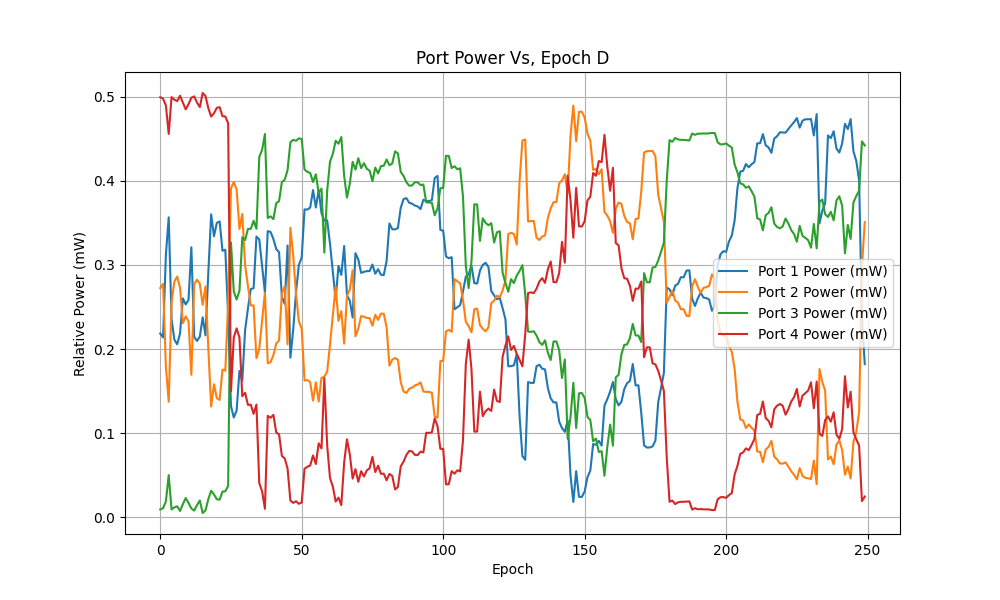 Port Power Vs, Epoch D
Relative Power (mW)
0.5
0.4
0.3
0.2
0.1
0.0
Port 1 Power (mW)
Port 2 Power (mW)
Port 3 Power (mW)
Port 4 Power (mW)
0 50 100 150 200 250
Epoch